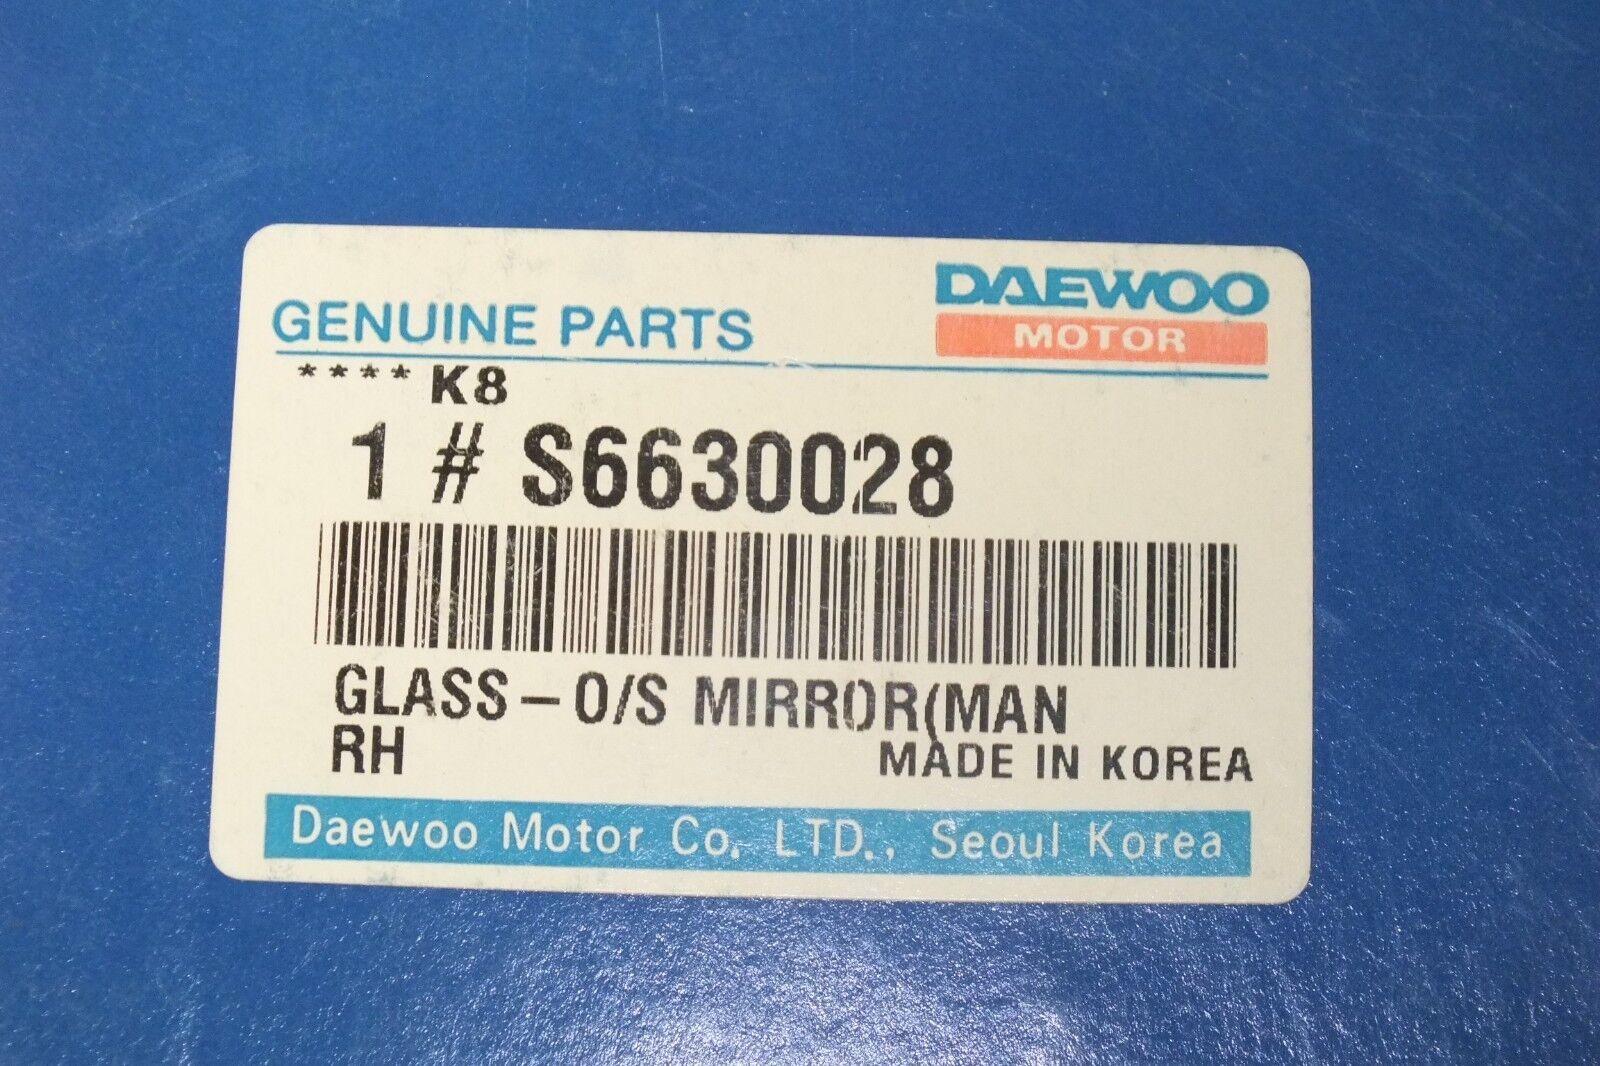 DAEWOO
MOTOR
GENUINE PARTS
**** K8
1 # S6630028
GLASS-O/S MIRROR(MAN
RH
MADE IN KOREA
Daewoo Motor Co. LTD., Seoul Korea